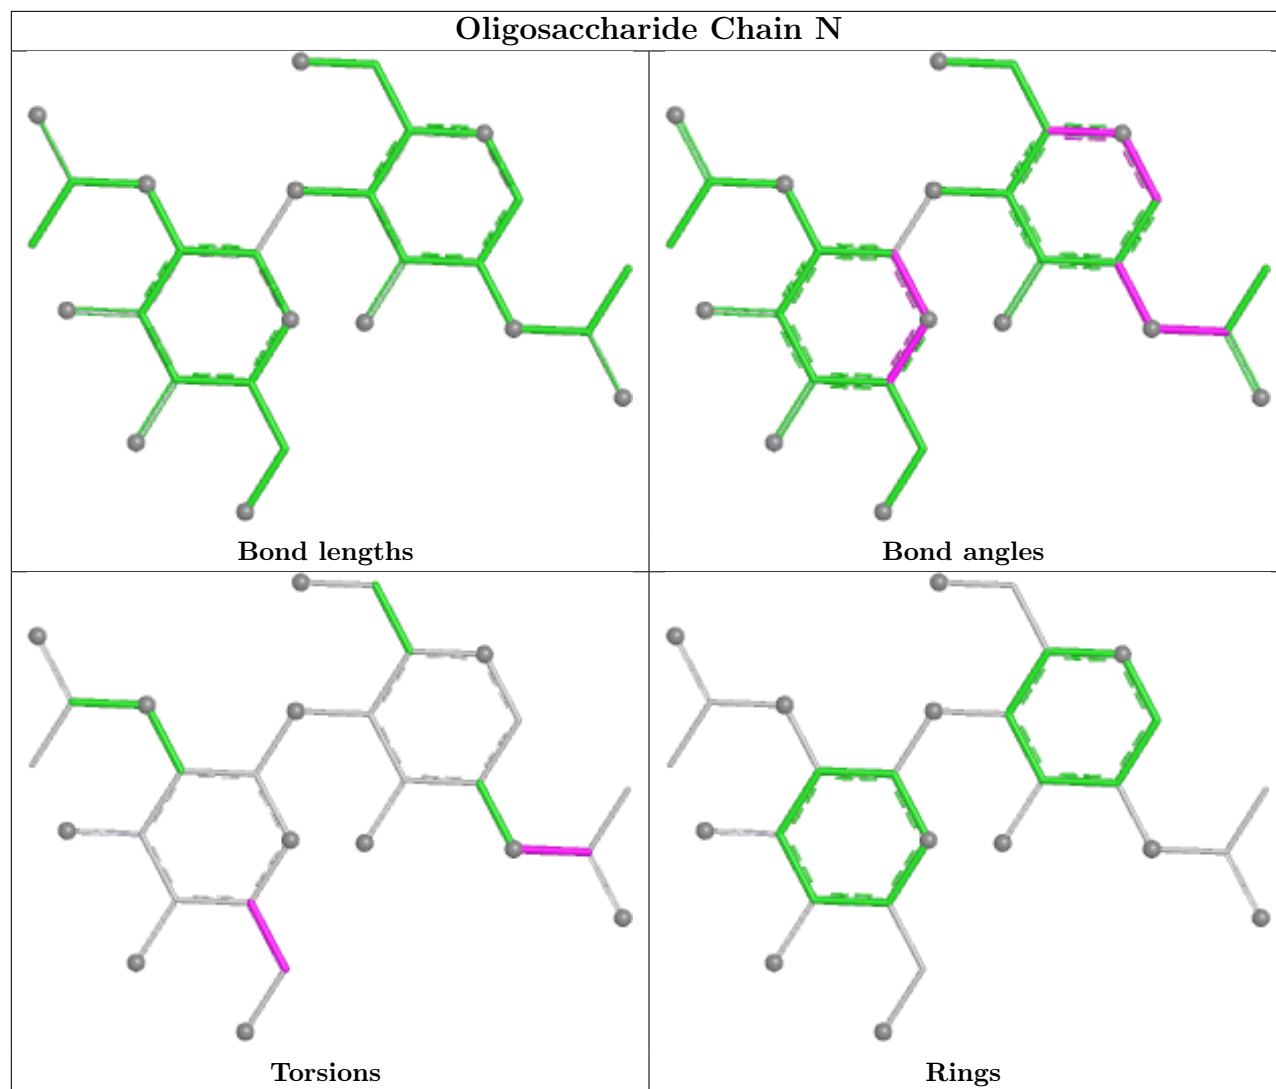 Oligosaccharide Chain N
Bond lengths
Bond angles
Torsions
Rings